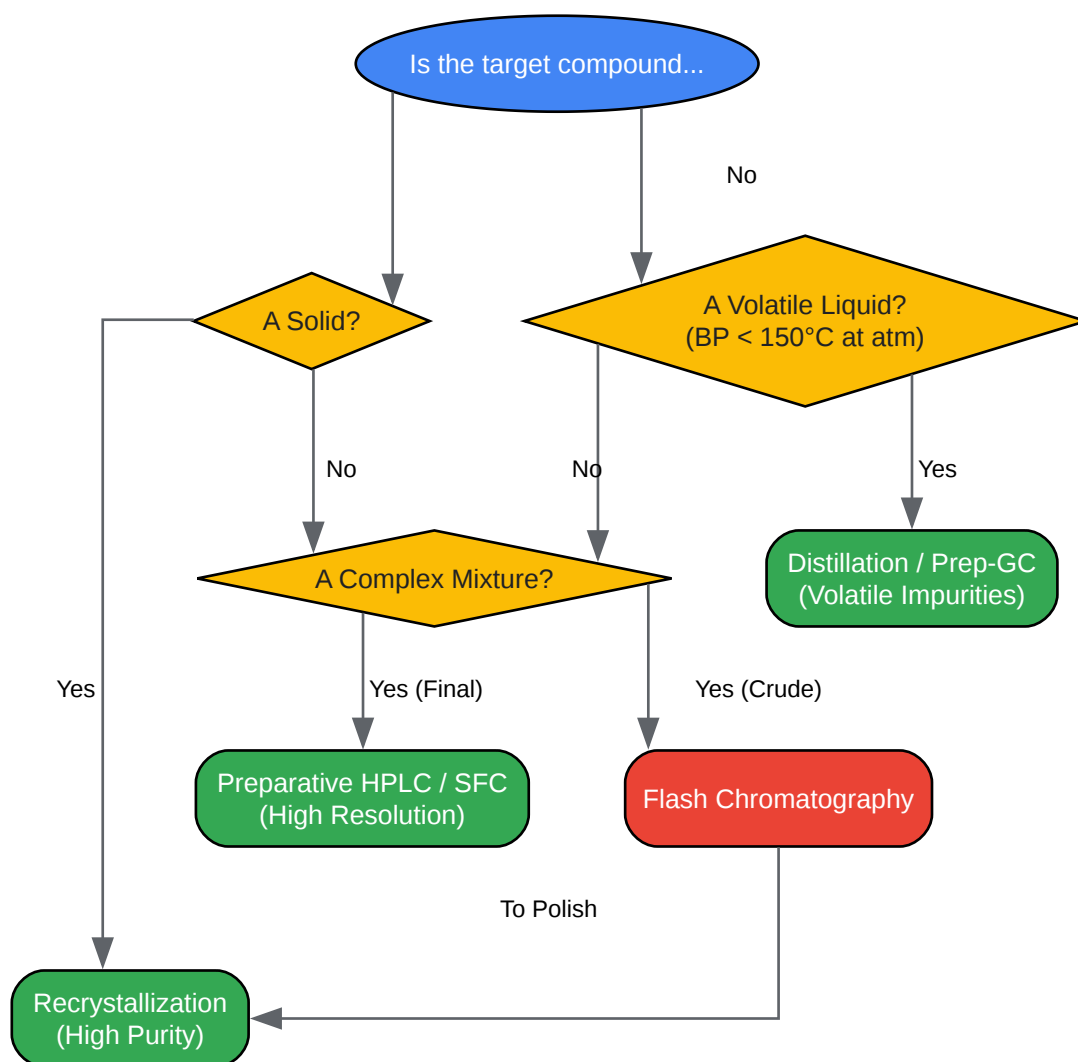 Is the target compound...
No
A Solid?
A Volatile Liquid?
(BP < 150°C at atm)
No
No
Yes
Distillation / Prep-GC
(Volatile Impurities)
A Complex Mixture?
Yes
Yes (Final)
Yes (Crude)
Preparative HPLC / SFC
(High Resolution)
Flash Chromatography
To Polish
Recrystallization
(High Purity)